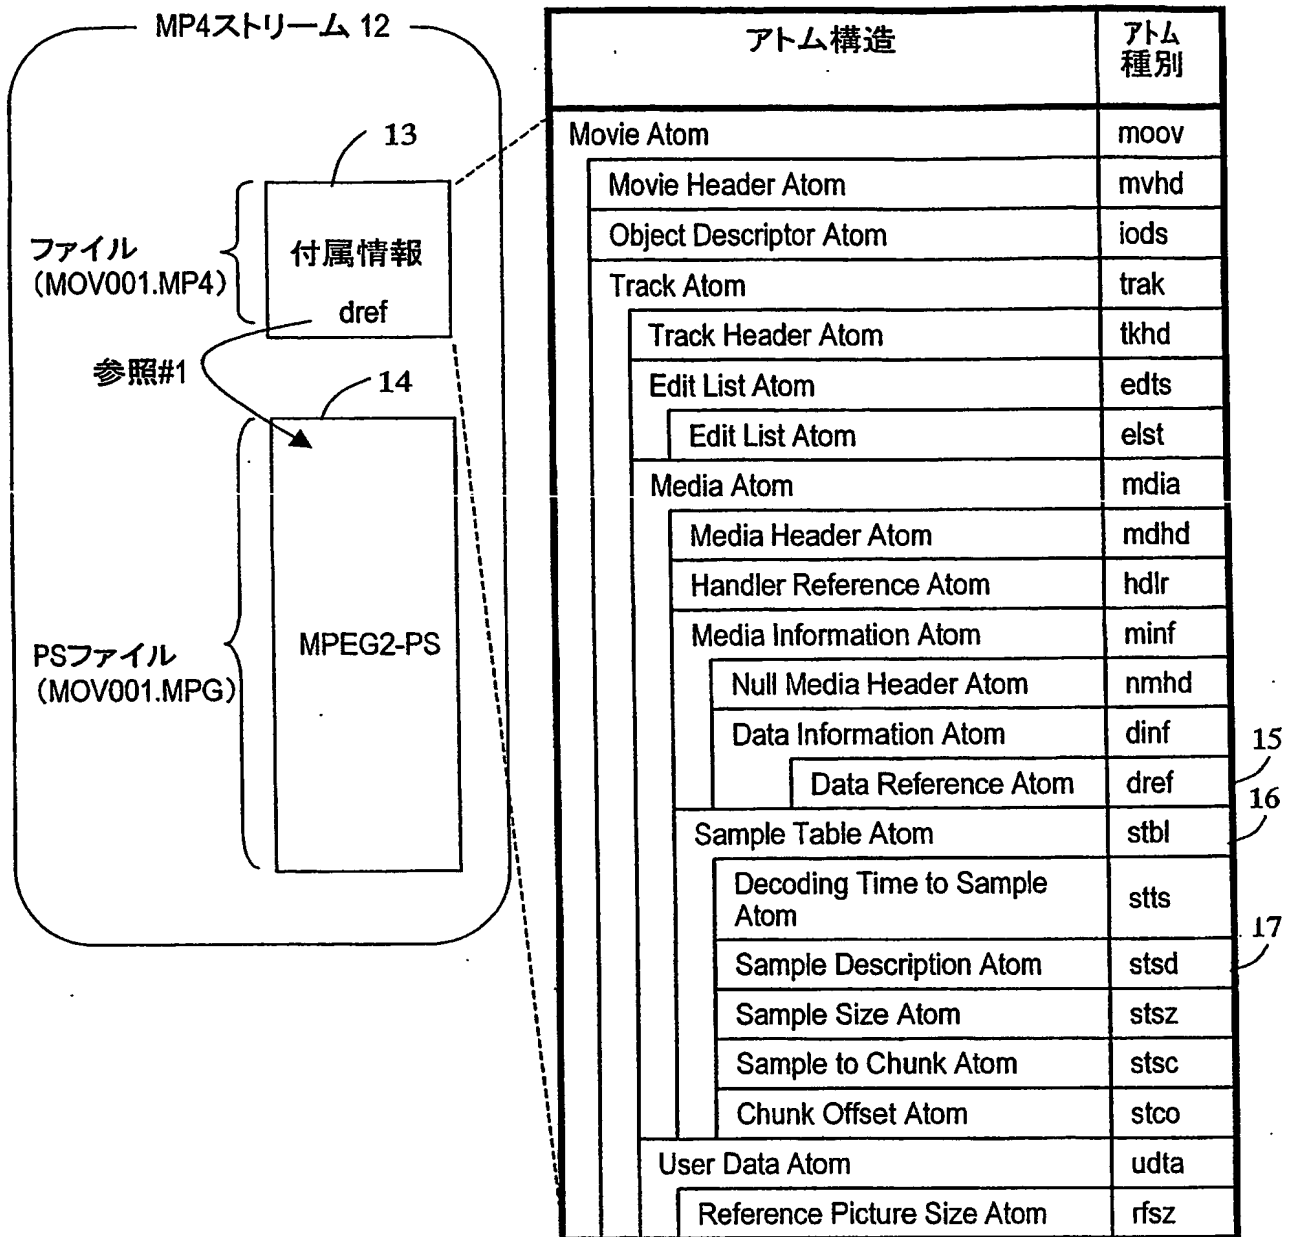 MP4ストリーム 12
13
ファイル
(MOV001.MP4)
付属情報
dref
参照#1
14
PSファイル
(MOV001.MPG)
MPEG2-PS
アトム構造
アトム
種別
Movie Atom moov
Movie Header Atom mvhd
Object Descriptor Atom iods
Track Atom trak
Track Header Atom tkhd
Edit List Atom edts
Edit List Atom elst
Media Atom mdia
Media Header Atom mdhd
Handler Reference Atom hdlr
Media Information Atom minf
Null Media Header Atom nmhd
Data Information Atom dinf
Data Reference Atom dref
15
Sample Table Atom stbl
16
Decoding Time to Sample
Atom stts
Sample Description Atom stsd
17
Sample Size Atom stsz
Sample to Chunk Atom stsc
Chunk Offset Atom stco
User Data Atom udta
Reference Picture Size Atom rfsz